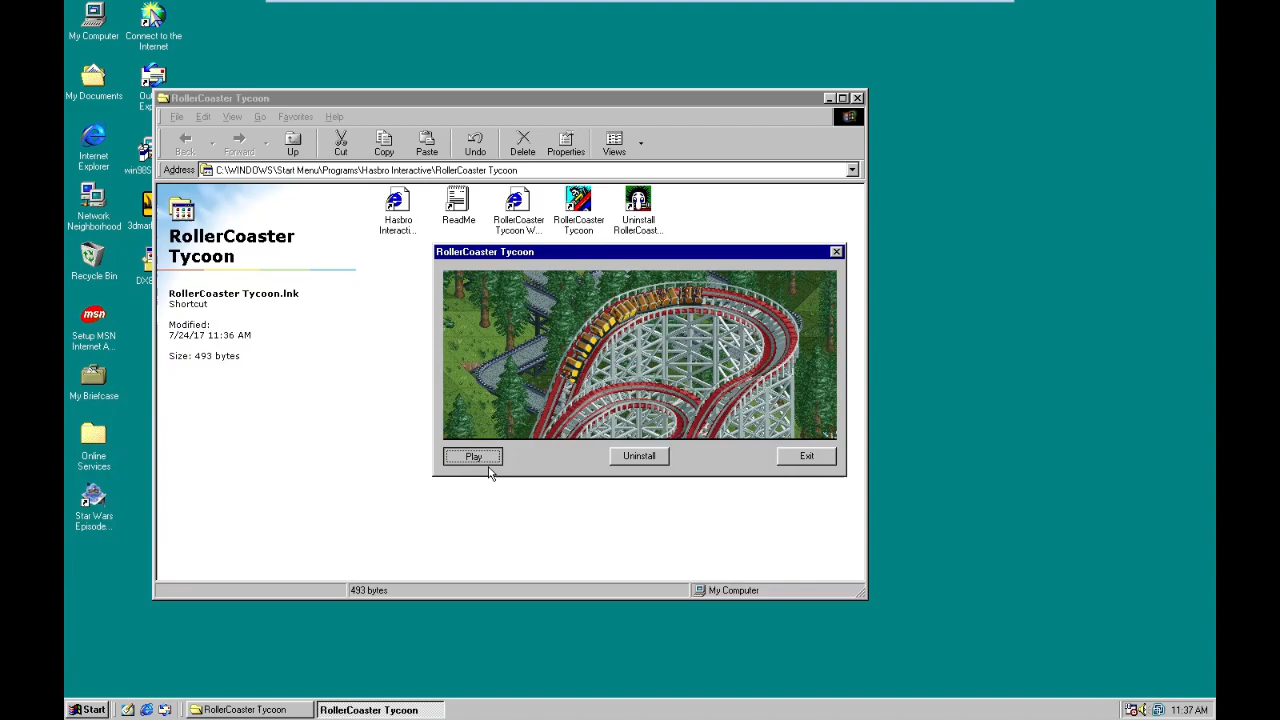 My Computer
Connect to the
Internet
My Documents
Internet
Explorer
Network
Neighborhood
Recycle Bin
Setup MSN
Internet A...
My Briefcase
Online
Services
Star Wars
Episode...
RollerCoaster Tycoon
File Edit View Go Favorites Help
Back Forward Up Cut Copy Paste Undo Delete Properties Views
Address C:\WINDOWS\Start Menu\Programs\Hasbro Interactive\RollerCoaster Tycoon
RollerCoaster
Tycoon
RollerCoaster Tycoon.lnk
Shortcut
Modified:
7/24/17 11:36 AM
Size: 493 bytes
Hasbro
Interacti...
ReadMe
RollerCoaster
Tycoon W...
RollerCoaster
Tycoon
Uninstall
RollerCoast...
RollerCoaster Tycoon
Play Uninstall Exit
493 bytes My Computer
Start RollerCoaster Tycoon RollerCoaster Tycoon 11:37 AM